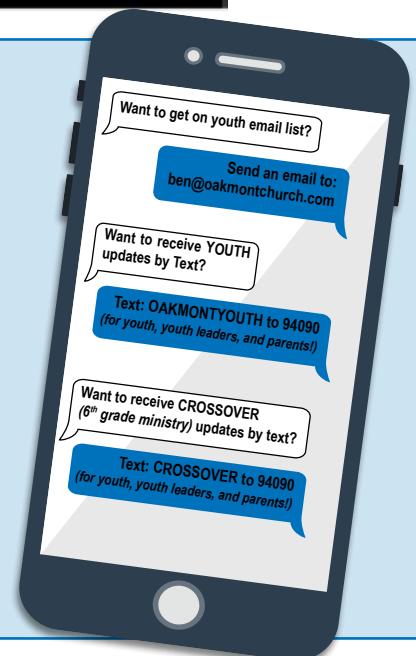 Want to get on youth email list?
Send an email to:
ben@oakmontchurch.com
Want to receive YOUTH
updates by Text?
Text: OAKMONTYOUTH to 94090
(for youth, youth leaders, and parents!)
Want to receive CROSSOVER
(6th grade ministry) updates by text?
Text: CROSSOVER to 94090
(for youth, youth leaders, and parents!)